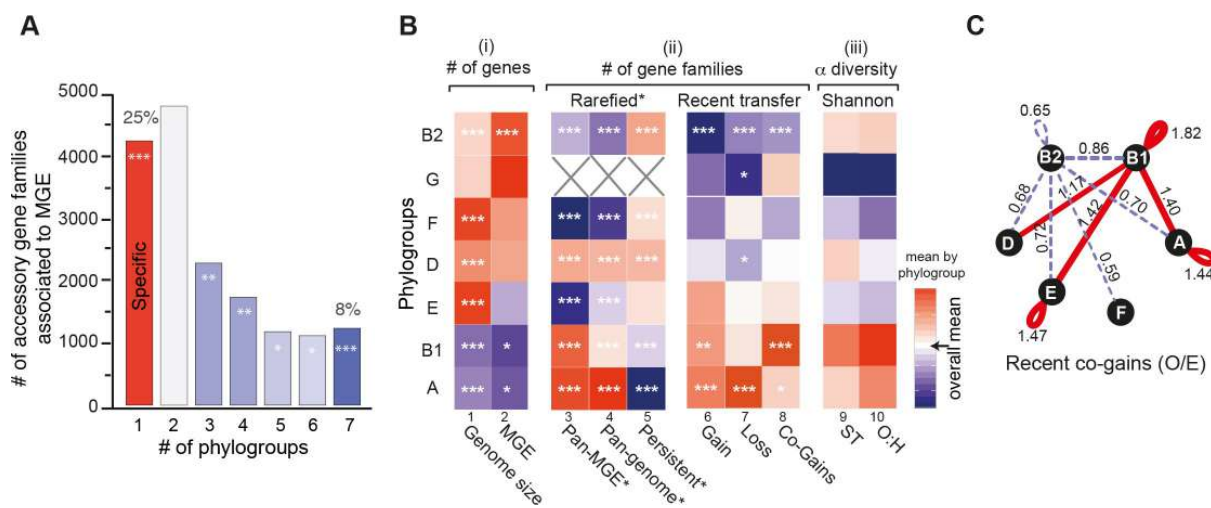 A
# of accessory gene families
associated to MGE
5000
4000
3000
2000
1000
0
25%
***
Specific
**
**
*
*
8%
***
1 2 3 4 5 6 7
# of phylogroups
B
(i)
# of genes
(ii)
# of gene families
(iii)
α diversity
Rarefied*
Recent transfer
Shannon
Phylogroups
B2 *** *** *** *** *** *** *** ***
G *
F *** *** *** ***
D *** *** *** *** *
E *** *** ***
B1 *** * *** *** *** ** ***
A *** * *** *** *** *** *** *
1 2 3 4 5 6 7 8 9 10
Genome size
MGE
Pan-MGE*
Pan-genome*
Persistent*
Gain
Loss
Co-Gains
ST
O:H
mean by
phylogroup
overall mean
C
0.65
B2
0.86
B1
1.82
0.68
1.17
0.72
1.42
0.70
1.40
D
0.59
A
1.44
E
F
1.47
Recent co-gains (O/E)